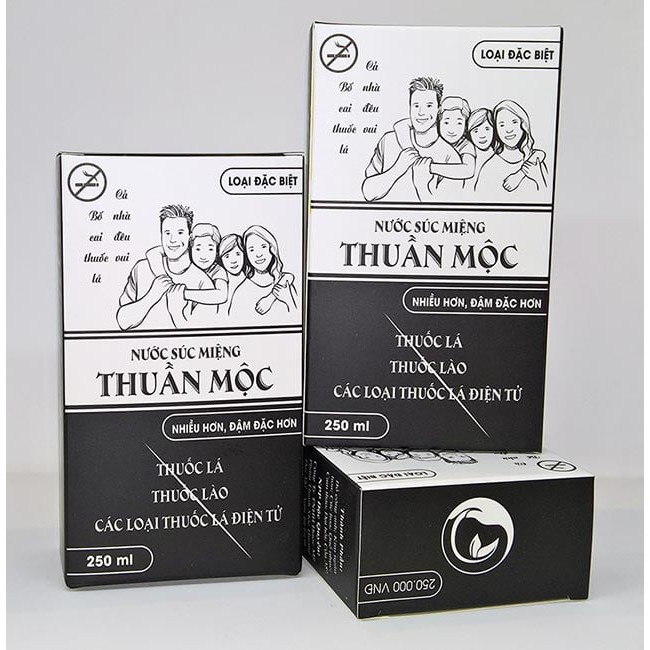 LOẠI ĐẶC BIỆT
Cả
Bố nhà
cai đều
thuốc vui
lá
NƯỚC SÚC MIỆNG
THUẦN MỘC
NHIỀU HƠN, ĐẬM ĐẶC HƠN
THUỐC LÁ
THUỐC LÀO
CÁC LOẠI THUỐC LÁ ĐIỆN TỬ
250 ml
LOẠI ĐẶC BIỆT
Cả
Bố nhà
cai đều
thuốc vui
lá
NƯỚC SÚC MIỆNG
THUẦN MỘC
NHIỀU HƠN, ĐẬM ĐẶC HƠN
THUỐC LÁ
THUỐC LÀO
CÁC LOẠI THUỐC LÁ ĐIỆN TỬ
250 ml
LOẠI ĐẶC BIỆT
Thành Phần:
250.000 VNĐ